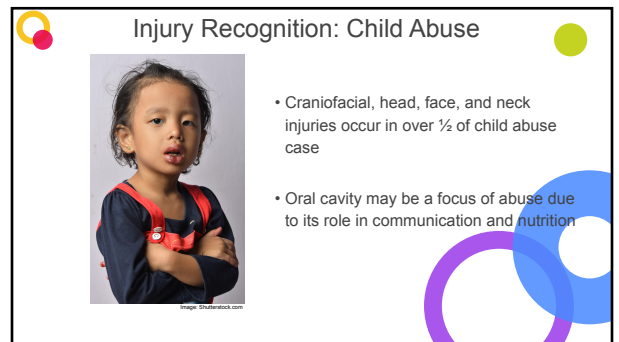 Injury Recognition: Child Abuse
• Craniofacial, head, face, and neck
injuries occur in over ½ of child abuse
case
• Oral cavity may be a focus of abuse due
to its role in communication and nutrition
Image: Shutterstock.com